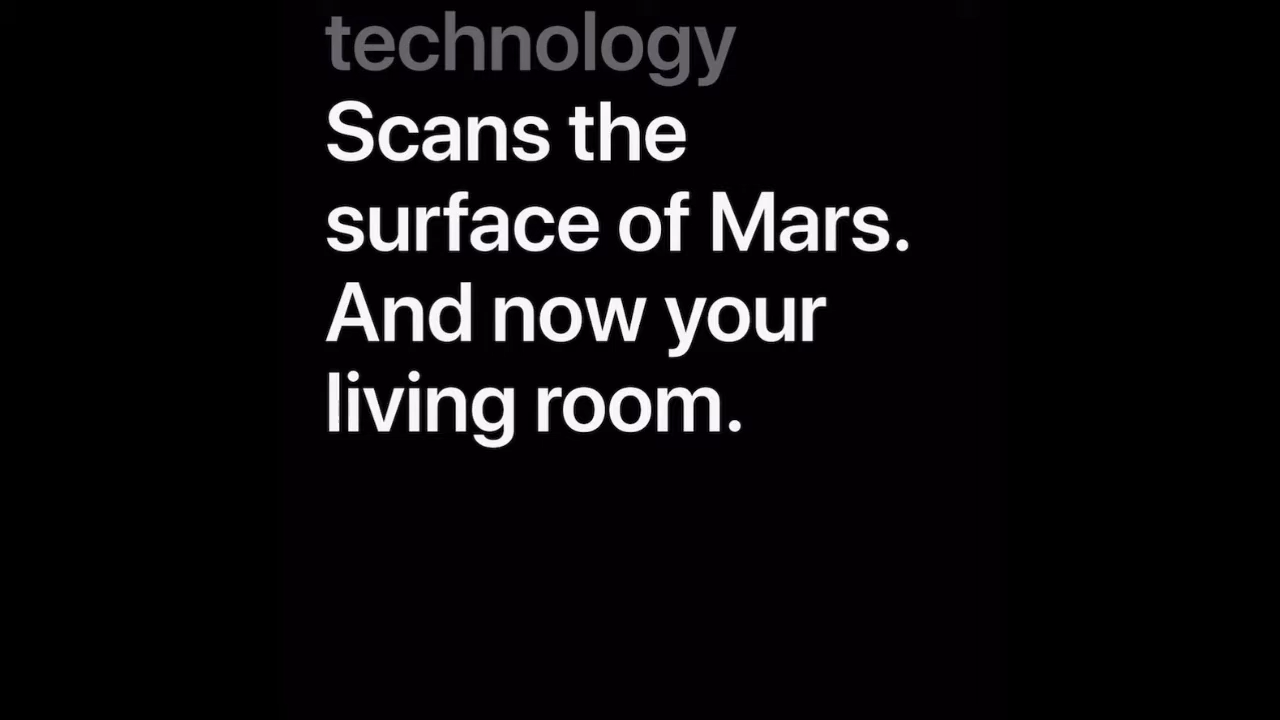 technology
Scans the
surface of Mars.
And now your
living room.